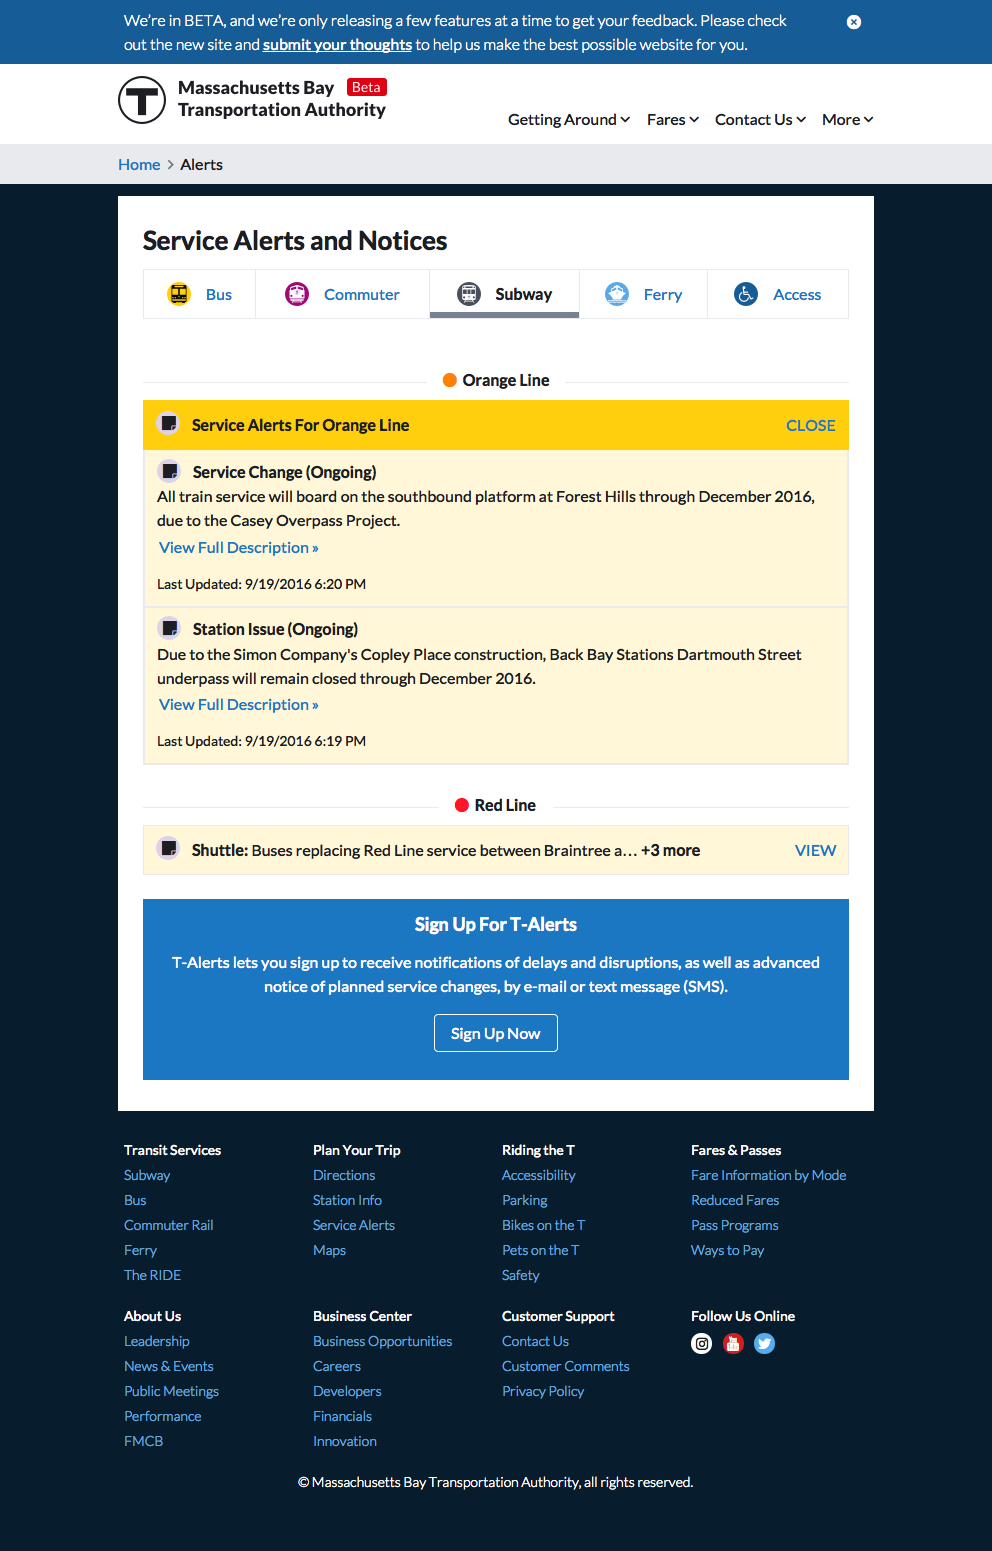 We're in BETA, and we're only releasing a few features at a time to get your feedback. Please check
out the new site and submit your thoughts to help us make the best possible website for you.
T
Massachusetts Bay Beta
Transportation Authority
Getting Around Fares Contact Us More
Home Alerts
Service Alerts and Notices
Bus Commuter Subway Ferry Access
Orange Line
Service Alerts For Orange Line CLOSE
Service Change (Ongoing)
All train service will board on the southbound platform at Forest Hills through December 2016,
due to the Casey Overpass Project.
View Full Description »
Last Updated: 9/19/2016 6:20 PM
Station Issue (Ongoing)
Due to the Simon Company's Copley Place construction, Back Bay Stations Dartmouth Street
underpass will remain closed through December 2016.
View Full Description »
Last Updated: 9/19/2016 6:19 PM
Red Line
Shuttle: Buses replacing Red Line service between Braintree a... +3 more VIEW
Sign Up For T-Alerts
T-Alerts lets you sign up to receive notifications of delays and disruptions, as well as advanced
notice of planned service changes, by e-mail or text message (SMS).
Sign Up Now
Transit Services
Subway
Bus
Commuter Rail
Ferry
The RIDE
Plan Your Trip
Directions
Station Info
Service Alerts
Maps
Riding the T
Accessibility
Parking
Bikes on the T
Pets on the T
Safety
Fares & Passes
Fare Information by Mode
Reduced Fares
Pass Programs
Ways to Pay
About Us
Leadership
News & Events
Public Meetings
Performance
FMCB
Business Center
Business Opportunities
Careers
Developers
Financials
Innovation
Customer Support
Contact Us
Customer Comments
Privacy Policy
Follow Us Online
© Massachusetts Bay Transportation Authority, all rights reserved.